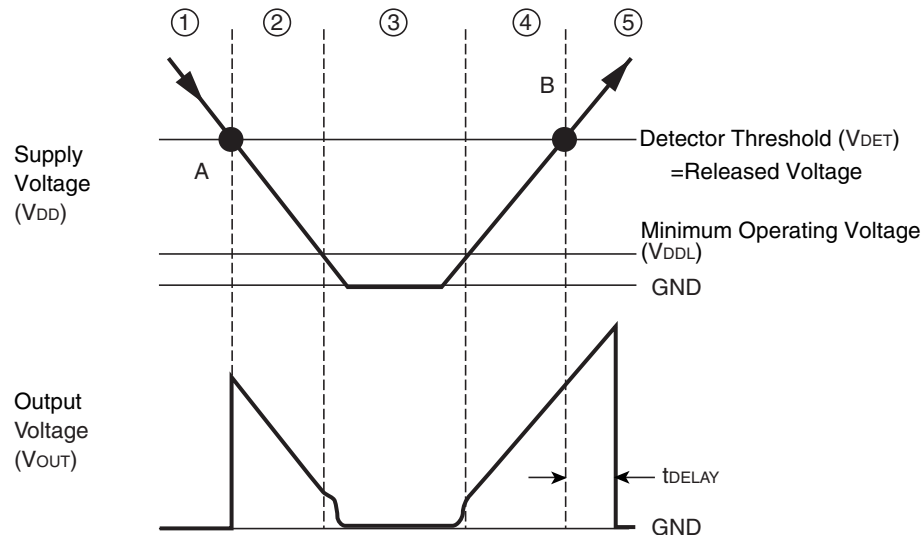 ① ② ③ ④ ⑤
B
A
Supply
Voltage
(VDD)
Detector Threshold (VDET)
=Released Voltage
Minimum Operating Voltage
(VDDL)
GND
Output
Voltage
(VOUT)
tDELAY
GND